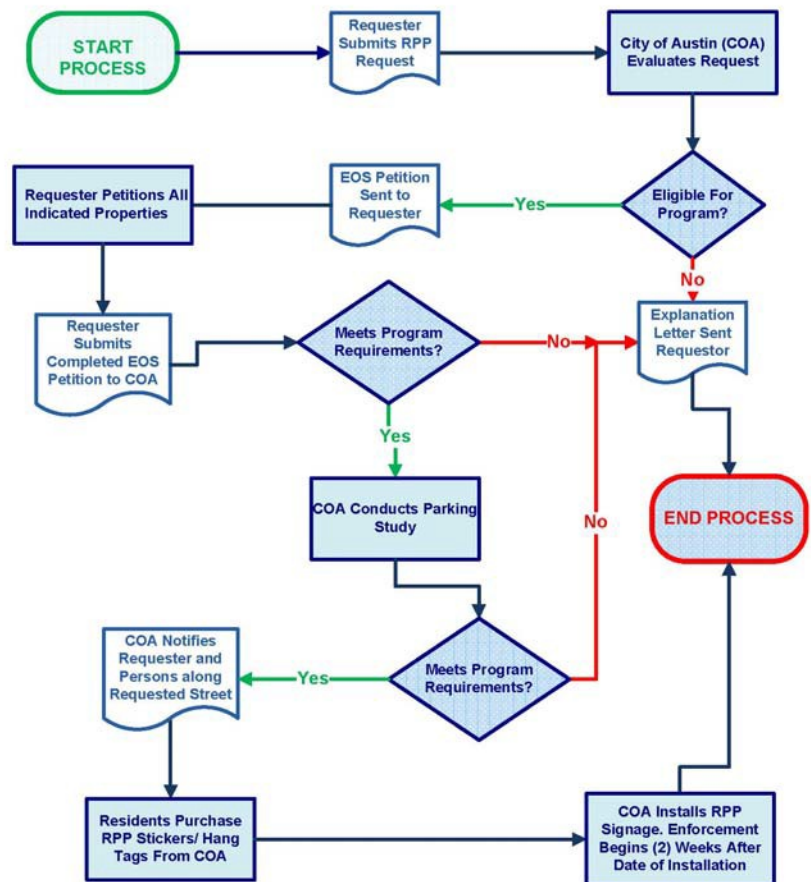 START
PROCESS
Requester
Submits RPP
Request
City of Austin (COA)
Evaluates Request
Eligible For
Program?
Yes
No
EOS Petition
Sent to
Requester
Requester Petitions All
Indicated Properties
Requester
Submits
Completed EOS
Petition to COA
Meets Program
Requirements?
No
Yes
Explanation
Letter Sent
Requestor
END PROCESS
COA Conducts Parking
Study
No
Meets Program
Requirements?
Yes
COA Notifies
Requester and
Persons along
Requested Street
Residents Purchase
RPP Stickers/ Hang
Tags From COA
COA Installs RPP
Signage. Enforcement
Begins (2) Weeks After
Date of Installation